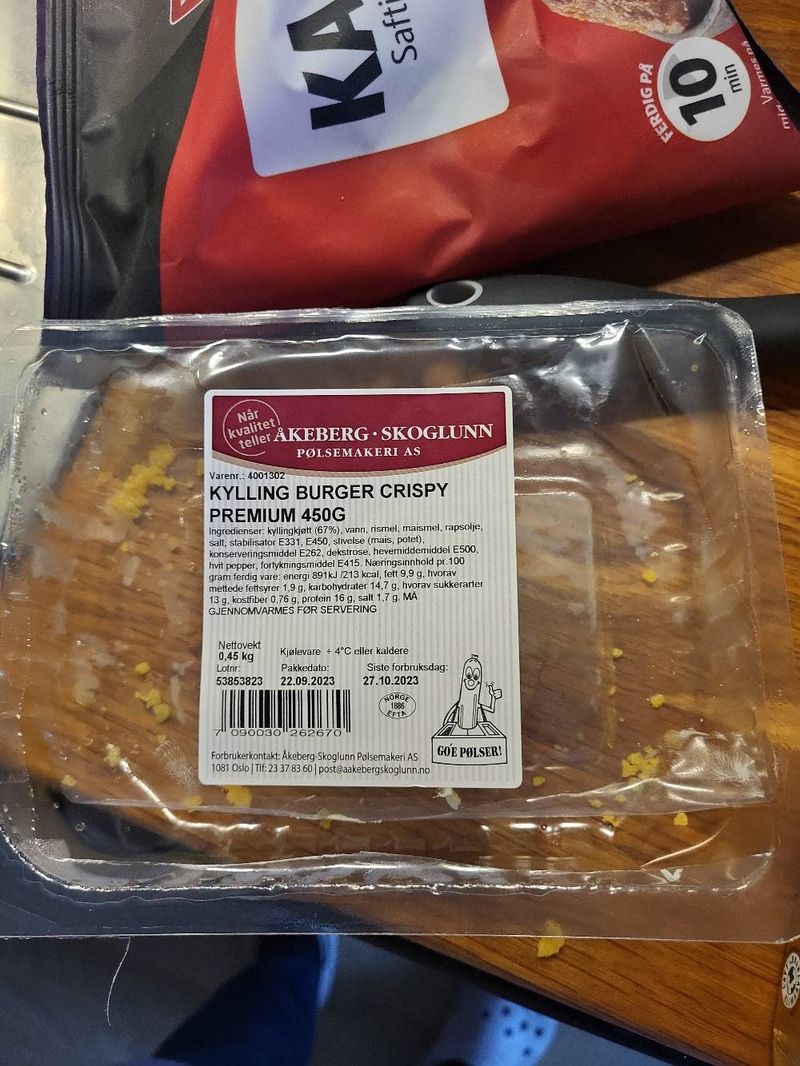 KA
Safti
FERDIG PÅ
10
min
Varmes på
Når
kvalitet
teller
ÅKEBERG · SKOGLUNN
PØLSEMAKERI AS
Varenr.: 4001302
KYLLING BURGER CRISPY
PREMIUM 450G
Ingredienser: kyllingkjøtt (67%), vann, rismel, maismel, rapsolje,
salt, stabilisator E331, E450, stivelse (mais, potet),
konserveringsmiddel E262, dekstrose, hevemiddemiddel E500,
hvit pepper, fortykningsmiddel E415. Næringsinnhold pr.100
gram ferdig vare: energi 891kJ /213 kcal, fett 9,9 g, hvorav
mettede fettsyrer 1,9 g, karbohydrater 14,7 g, hvorav sukkerarter
13 g, kostfiber 0,76 g, protein 16 g, salt 1,7 g. MÅ
GJENNOMVARMES FØR SERVERING
Nettovekt
0,45 kg
Kjølevare + 4°C eller kaldere
Lotnr: Pakkedato: Siste forbruksdag:
53853823 22.09.2023 27.10.2023
NORGE
1886
EFTA
7 090030 262670
GO'E PØLSER!
Forbrukerkontakt: Åkeberg-Skoglunn Pølsemakeri AS
1081 Oslo | Tlf: 23 37 83 60 | post@aakebergskoglunn.no